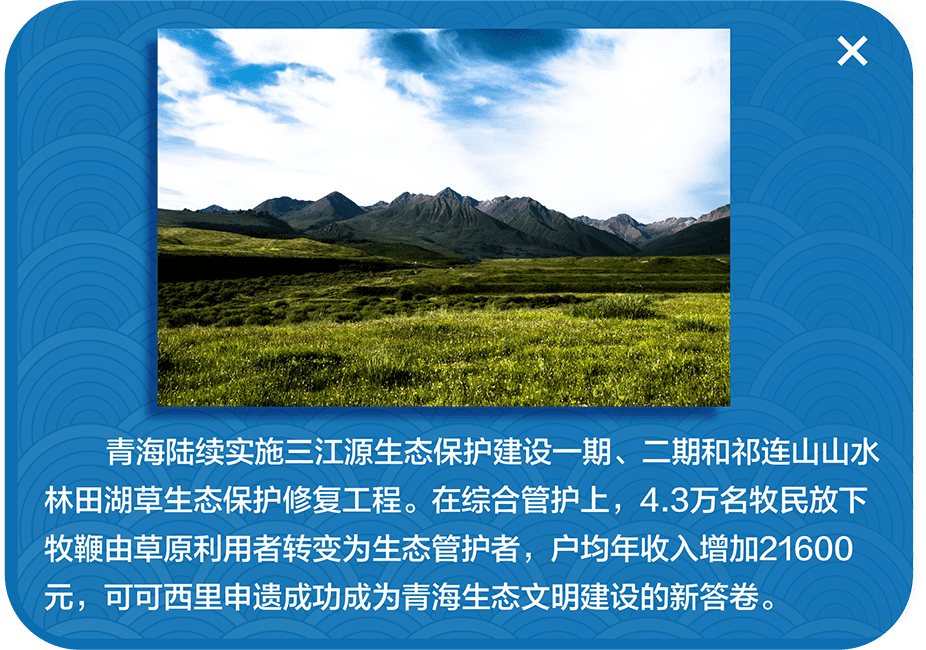 青海陆续实施三江源生态保护建设一期、二期和祁连山山水
林田湖草生态保护修复工程。在综合管护上，4.3万名牧民放下
牧鞭由草原利用者转变为生态管护者，户均年收入增加21600
元，可可西里申遗成功成为青海生态文明建设的新答卷。